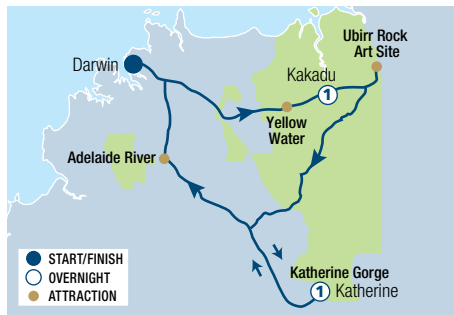 Ubirr Rock
Art Site
Darwin
Kakadu
1
Yellow
Water
Adelaide River
START/FINISH
OVERNIGHT
ATTRACTION
Katherine Gorge
1 Katherine